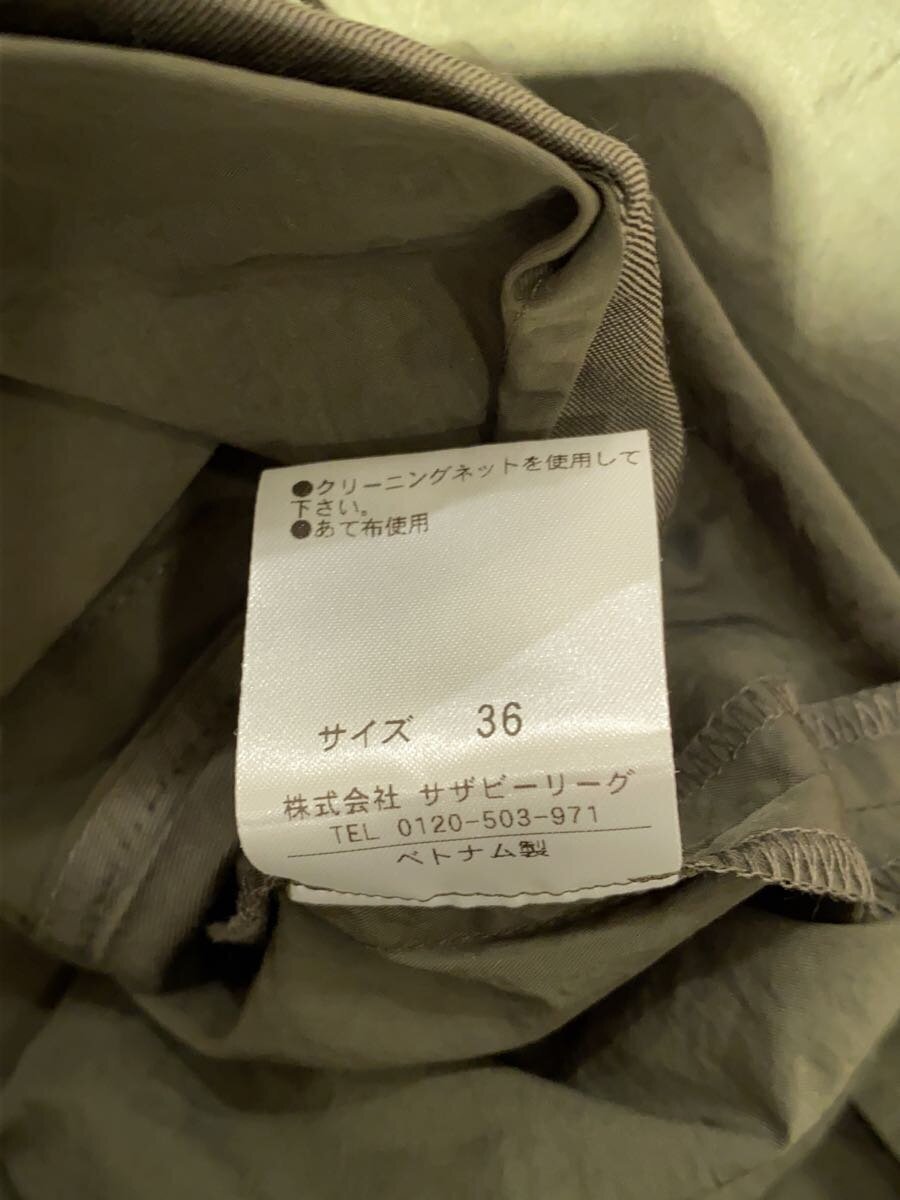 ●クリーニングネットを使用して
下さい。
●あて布使用
サイズ 36
株式会社 サザビーリーグ
TEL 0120-503-971
ベトナム製